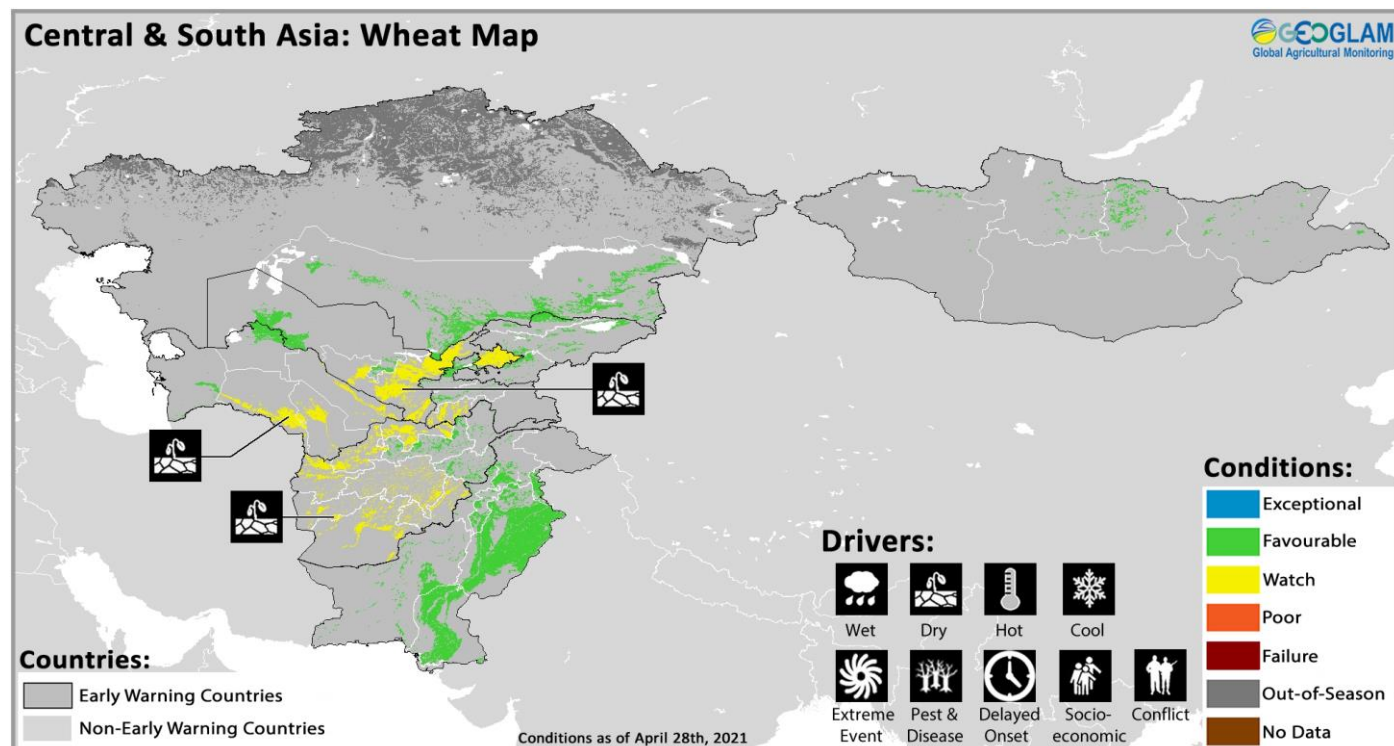 Central & South Asia: Wheat Map
GEOGLAM
Global Agricultural Monitoring
Conditions:
Exceptional
Favourable
Watch
Poor
Failure
Out-of-Season
No Data
Drivers:
Wet
Dry
Hot
Cool
Extreme
Event
Pest &
Disease
Delayed
Onset
Socio-
economic
Conflict
Countries:
Early Warning Countries
Non-Early Warning Countries
Conditions as of April 28th, 2021